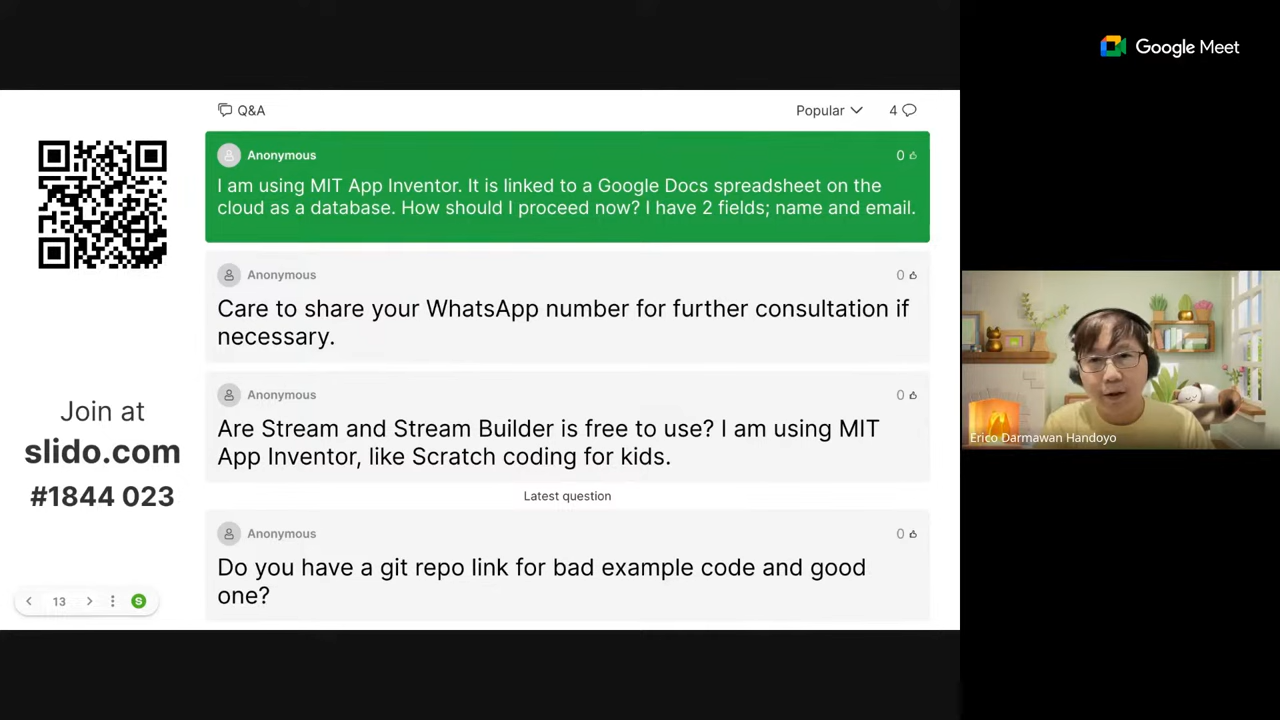 Google Meet
Q&A
Popular
4
Anonymous
0
I am using MIT App Inventor. It is linked to a Google Docs spreadsheet on the
cloud as a database. How should I proceed now? I have 2 fields; name and email.
Anonymous
0
Care to share your WhatsApp number for further consultation if
necessary.
Anonymous
0
Are Stream and Stream Builder is free to use? I am using MIT
App Inventor, like Scratch coding for kids.
Latest question
Anonymous
0
Do you have a git repo link for bad example code and good
one?
Join at
slido.com
#1844 023
13
S
Erico Darmawan Handoyo